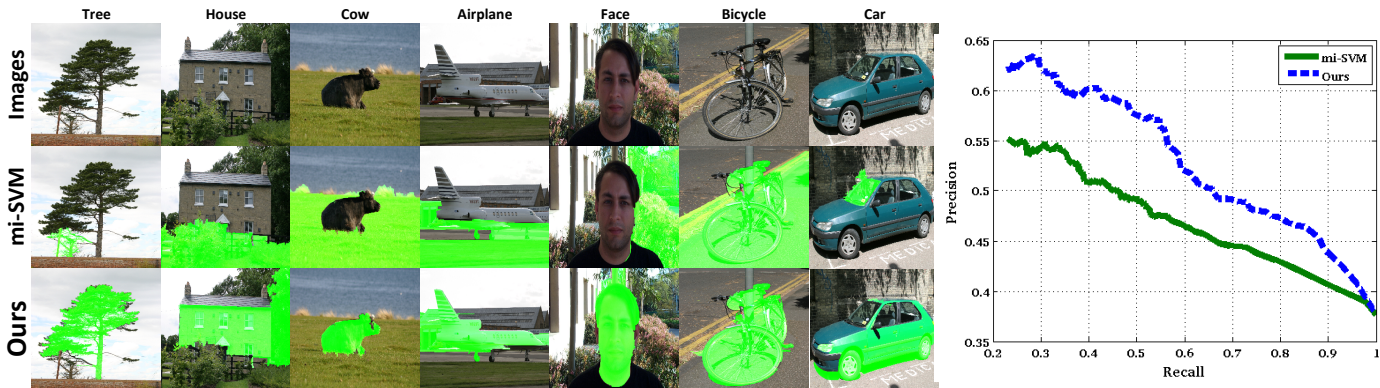 Tree House Cow Airplane Face Bicycle Car
Images
mi-SVM
Ours
MEDIC
0.65
0.6
0.55
0.5
0.45
0.4
0.35
Precision
mi-SVM
Ours
0.2 0.3 0.4 0.5 0.6 0.7 0.8 0.9 1
Recall